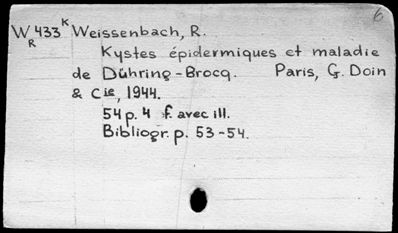 6
W 433 K Weissenbach, R.
R
Kystes épidermiques et maladie
de Dühring-Brocq. Paris, G. Doin
& Cie, 1944.
54 p. 4 f. avec ill.
Bibliogr. p. 53-54.